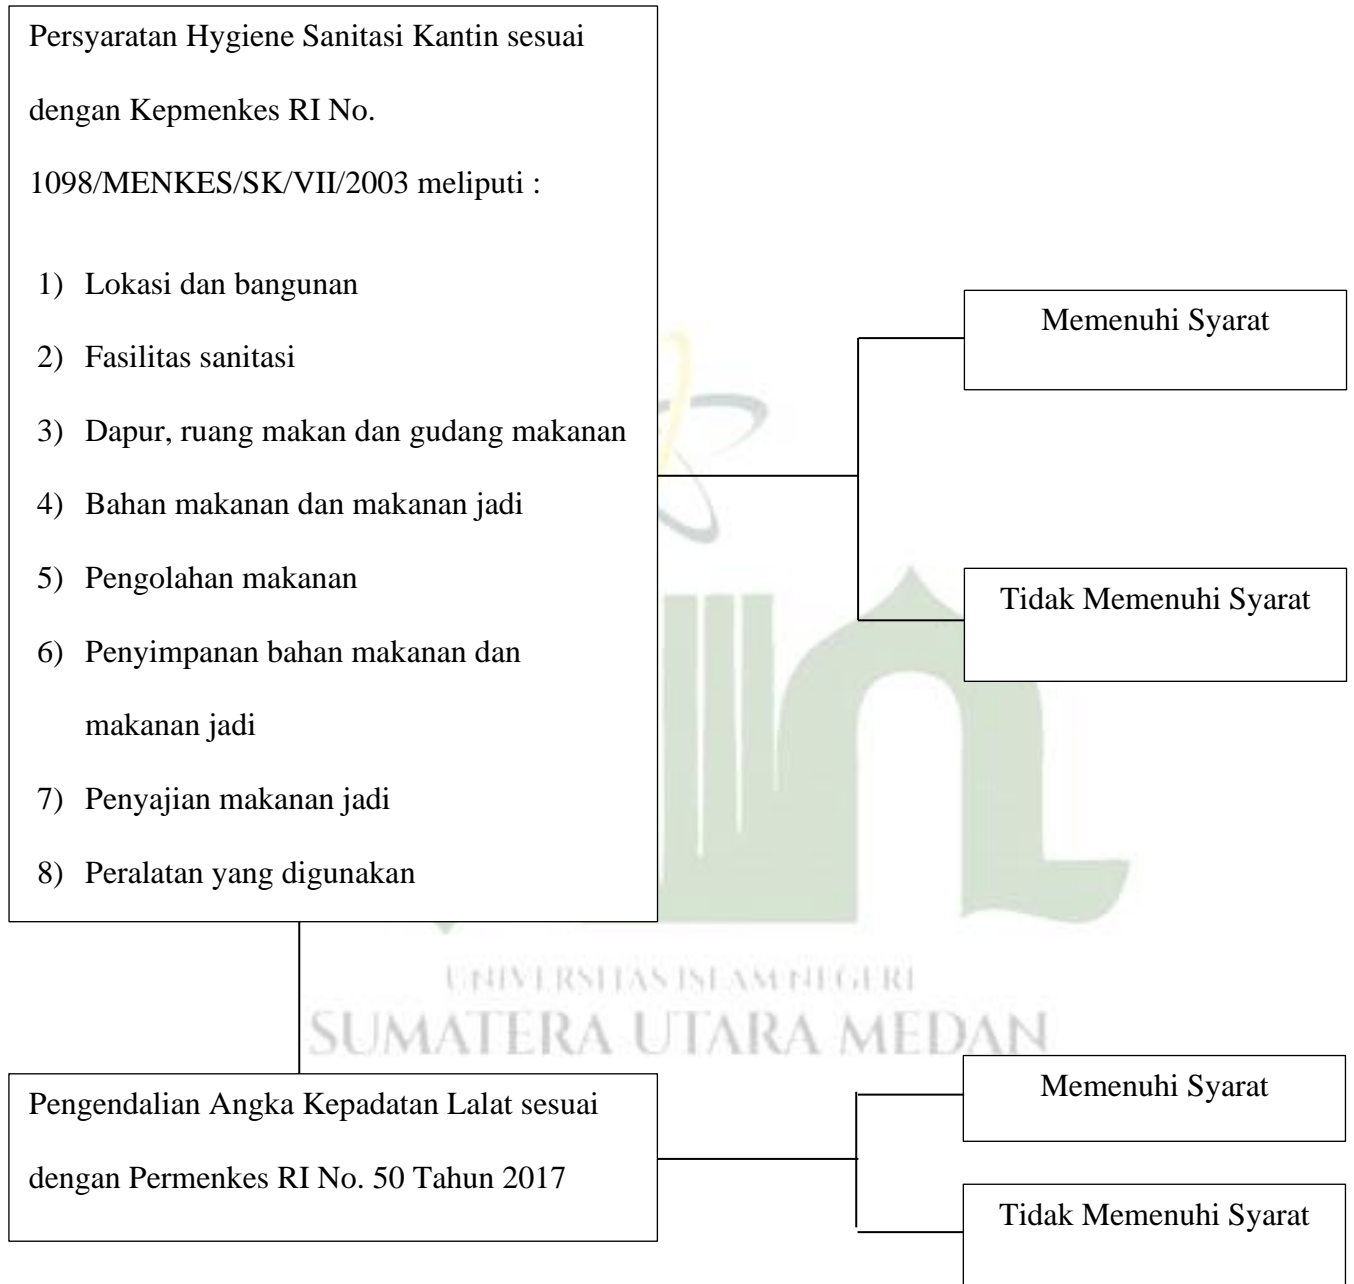 Persyaratan Hygiene Sanitasi Kantin sesuai
dengan Kepmenkes RI No.
1098/MENKES/SK/VII/2003 meliputi :
1) Lokasi dan bangunan
2) Fasilitas sanitasi
3) Dapur, ruang makan dan gudang makanan
4) Bahan makanan dan makanan jadi
5) Pengolahan makanan
6) Penyimpanan bahan makanan dan
makanan jadi
7) Penyajian makanan jadi
8) Peralatan yang digunakan
Memenuhi Syarat
Tidak Memenuhi Syarat
UNIVERSITAS ISLAM NEGERI
SUMATERA UTARA MEDAN
Pengendalian Angka Kepadatan Lalat sesuai
dengan Permenkes RI No. 50 Tahun 2017
Memenuhi Syarat
Tidak Memenuhi Syarat